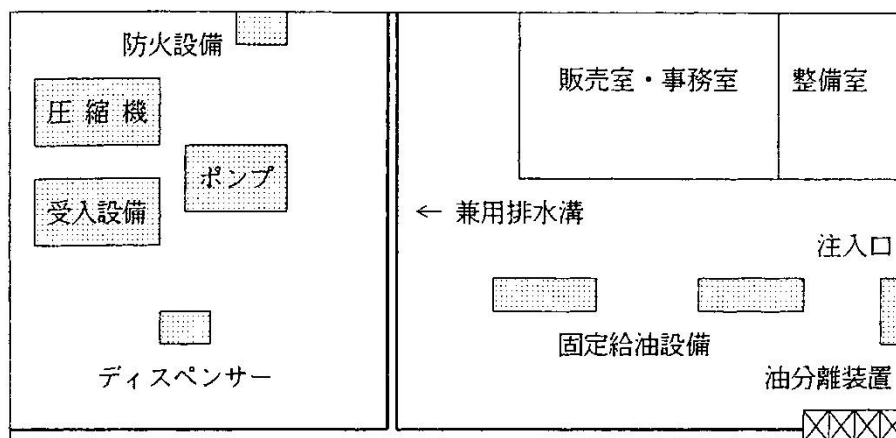 防火設備
圧縮機
ポンプ
受入設備
ディスペンサー
販売室・事務室
整備室
← 兼用排水溝
注入口
固定給油設備
油分離装置